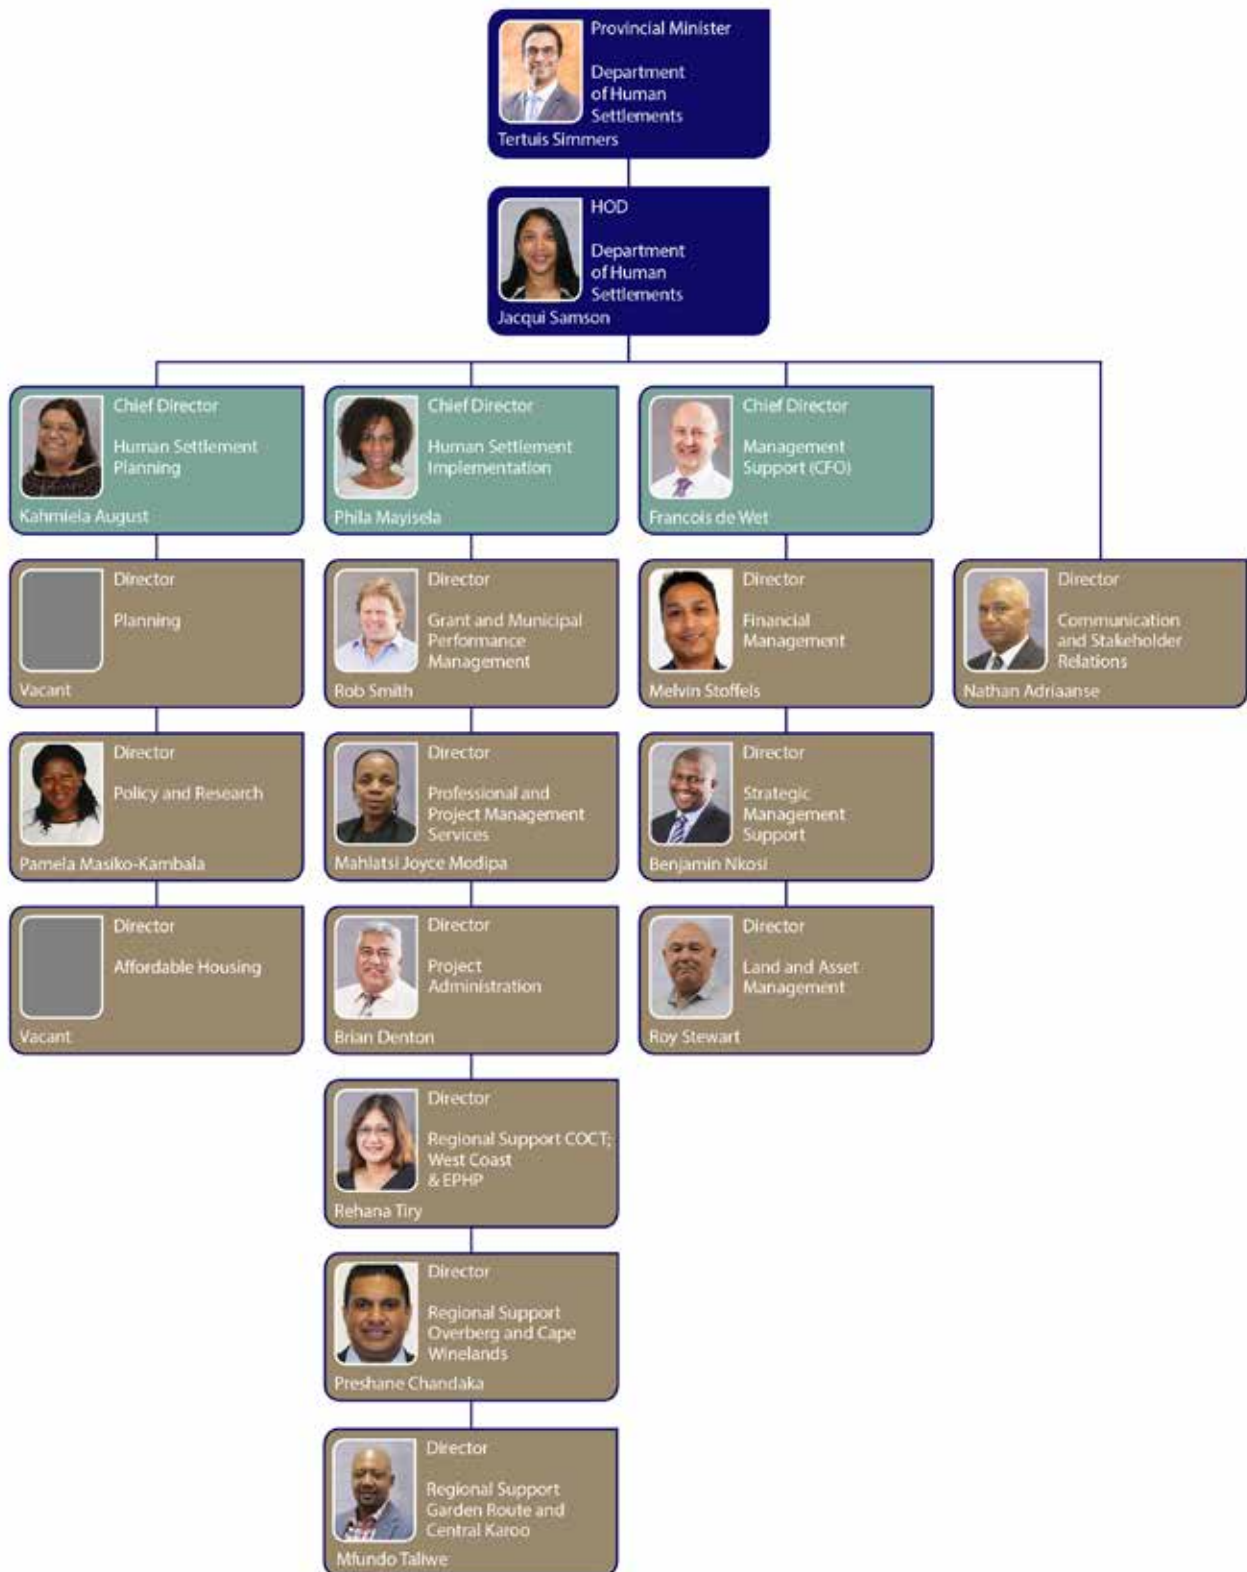 Provincial Minister
Department
of Human
Settlements
Tertuis Simmers
HOD
Department
of Human
Settlements
Jacqui Samson
Chief Director
Human Settlement
Planning
Kahmiela August
Chief Director
Human Settlement
Implementation
Phila Mayisela
Chief Director
Management
Support (CFO)
Francois de Wet
Director
Planning
Vacant
Director
Grant and Municipal
Performance
Management
Rob Smith
Director
Financial
Management
Melvin Stoffels
Director
Communication
and Stakeholder
Relations
Nathan Adriaanse
Director
Policy and Research
Pamela Masiko-Kambala
Director
Professional and
Project Management
Services
Mahlatsi Joyce Modipa
Director
Strategic
Management
Support
Benjamin Nkosi
Director
Affordable Housing
Vacant
Director
Project
Administration
Brian Denton
Director
Land and Asset
Management
Roy Stewart
Director
Regional Support COCT;
West Coast
& EPHP
Rehana Tiry
Director
Regional Support
Overberg and Cape
Winelands
Preshane Chandaka
Director
Regional Support
Garden Route and
Central Karoo
Mfundo Taliwe